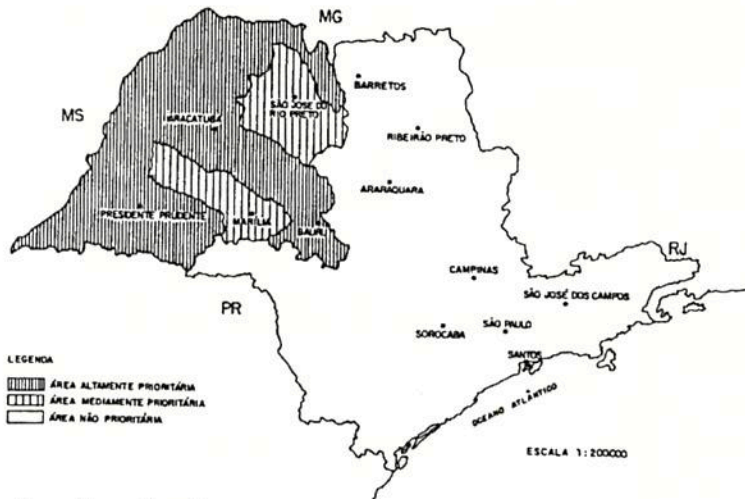 MG
MS
BARRETOS
SÃO JOSÉ DO
RIO PRETO
ARAÇATUBA
RIBEIRÃO PRETO
ARARAQUARA
PRESIDENTE PRUDENTE
MARÍLIA
BAURU
RJ
CAMPINAS
SÃO JOSÉ DOS CAMPOS
PR
SOROCABA
SÃO PAULO
SANTOS
OCEANO ATLÂNTICO
LEGENDA
ÁREA ALTAMENTE PRIORITÁRIA
ÁREA MEDIAMENTE PRIORITÁRIA
ÁREA NÃO PRIORITÁRIA
ESCALA 1:200000